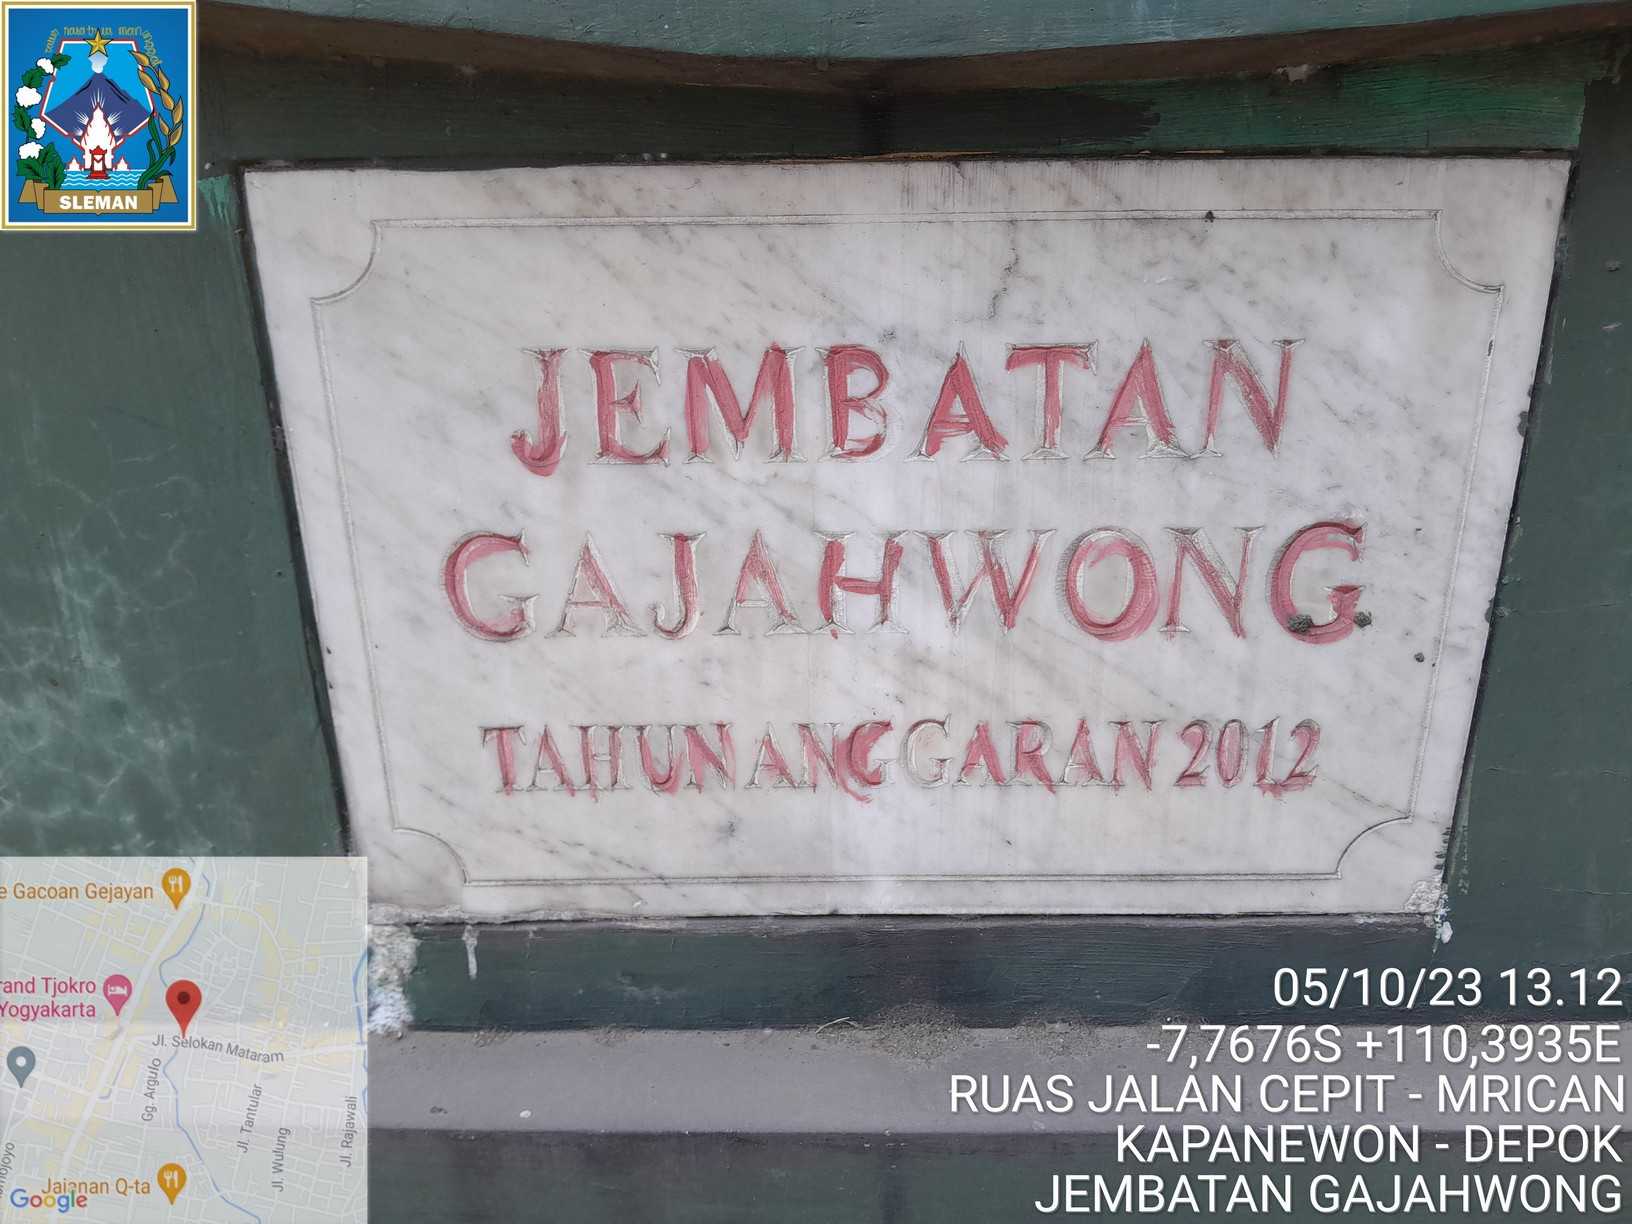 SLEMAN
JEMBATAN
GAJAHWONG
TAHUN ANGGARAN 2012
e Gacoan Gejayan
rand Tjokro
Yogyakarta
Jl. Selokan Mataram
Gg. Argulo
Jl. Tantular
Jl. Wulung
Jl. Rajawali
Jajanan Q-ta
Google
05/10/23 13.12
-7,7676S +110,3935E
RUAS JALAN CEPIT - MRICAN
KAPANEWON - DEPOK
JEMBATAN GAJAHWONG